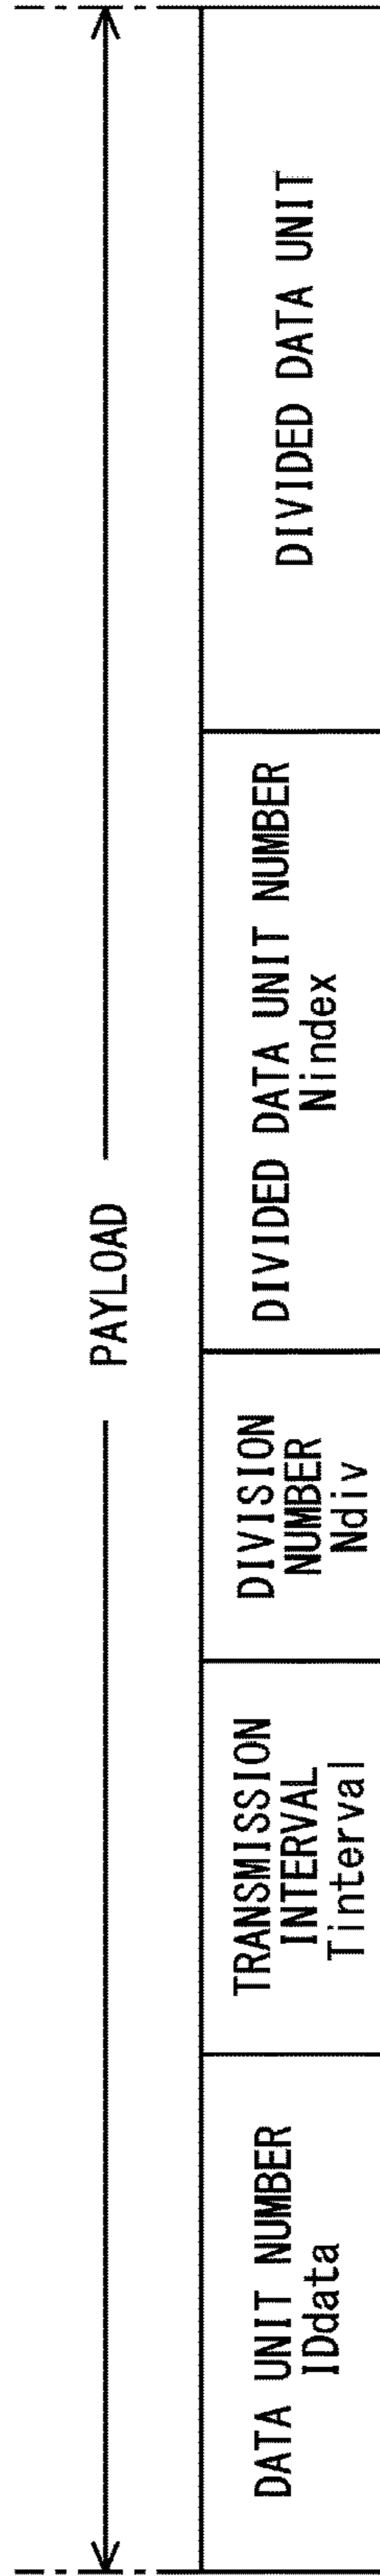 PAYLOAD
DATA UNIT NUMBER
IDdata
TRANSMISSION
INTERVAL
Tinterval
DIVISION
NUMBER
Ndiv
DIVIDED DATA UNIT NUMBER
Nindex
DIVIDED DATA UNIT